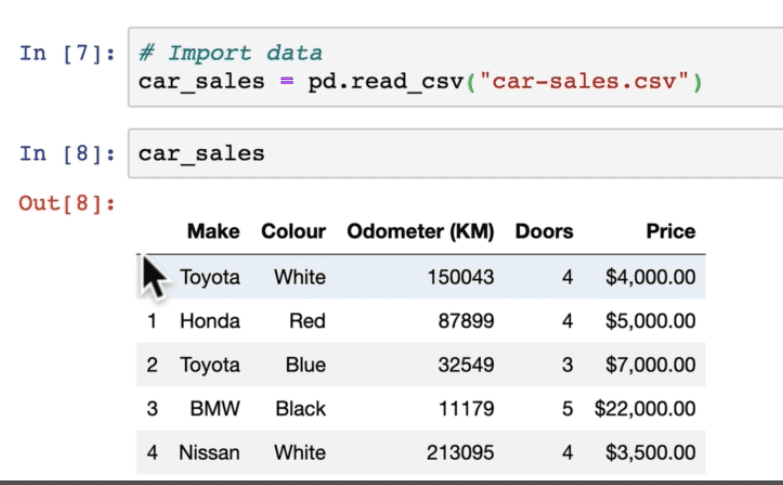 In [7]: # Import data
car_sales = pd.read_csv("car-sales.csv")
In [8]: car_sales
Out[8]:
Make Colour Odometer (KM) Doors Price
Toyota White 150043 4 $4,000.00
1 Honda Red 87899 4 $5,000.00
2 Toyota Blue 32549 3 $7,000.00
3 BMW Black 11179 5 $22,000.00
4 Nissan White 213095 4 $3,500.00